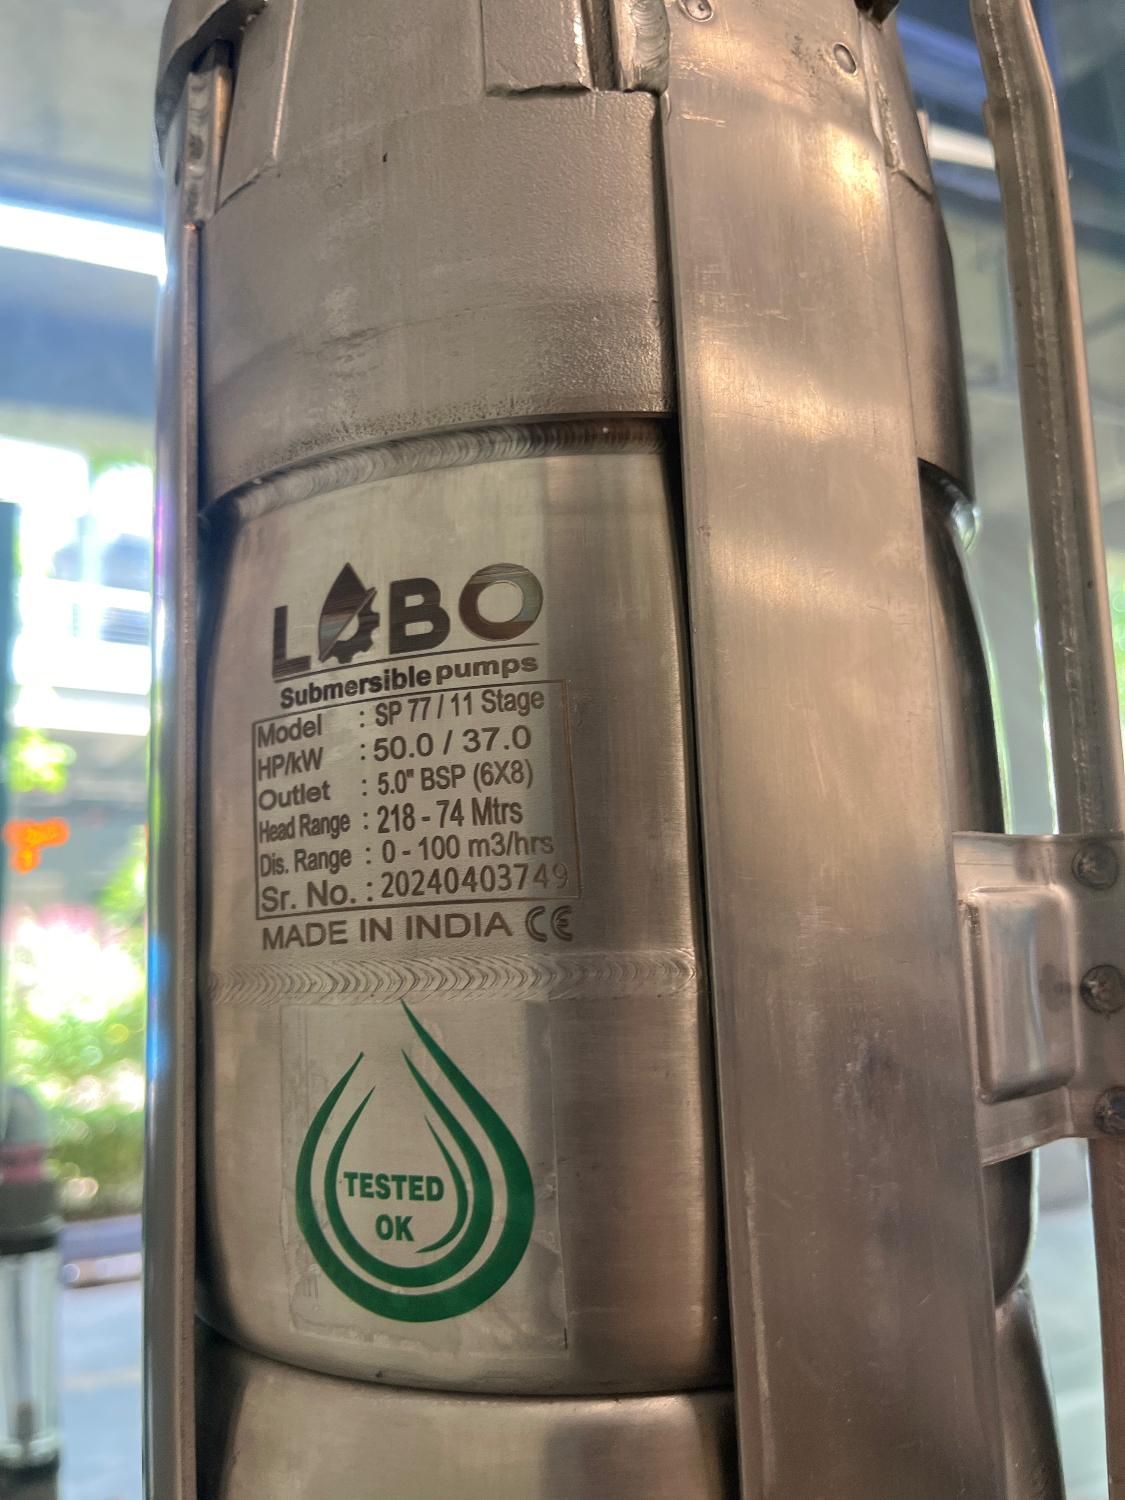 LOBO
Submersible pumps
Model : SP 77 / 11 Stage
HP/kW : 50.0 / 37.0
Outlet : 5.0" BSP (6X8)
Head Range : 218 - 74 Mtrs
Dis. Range : 0 - 100 m3/hrs
Sr. No. : 20240403749
MADE IN INDIA CE
TESTED
OK